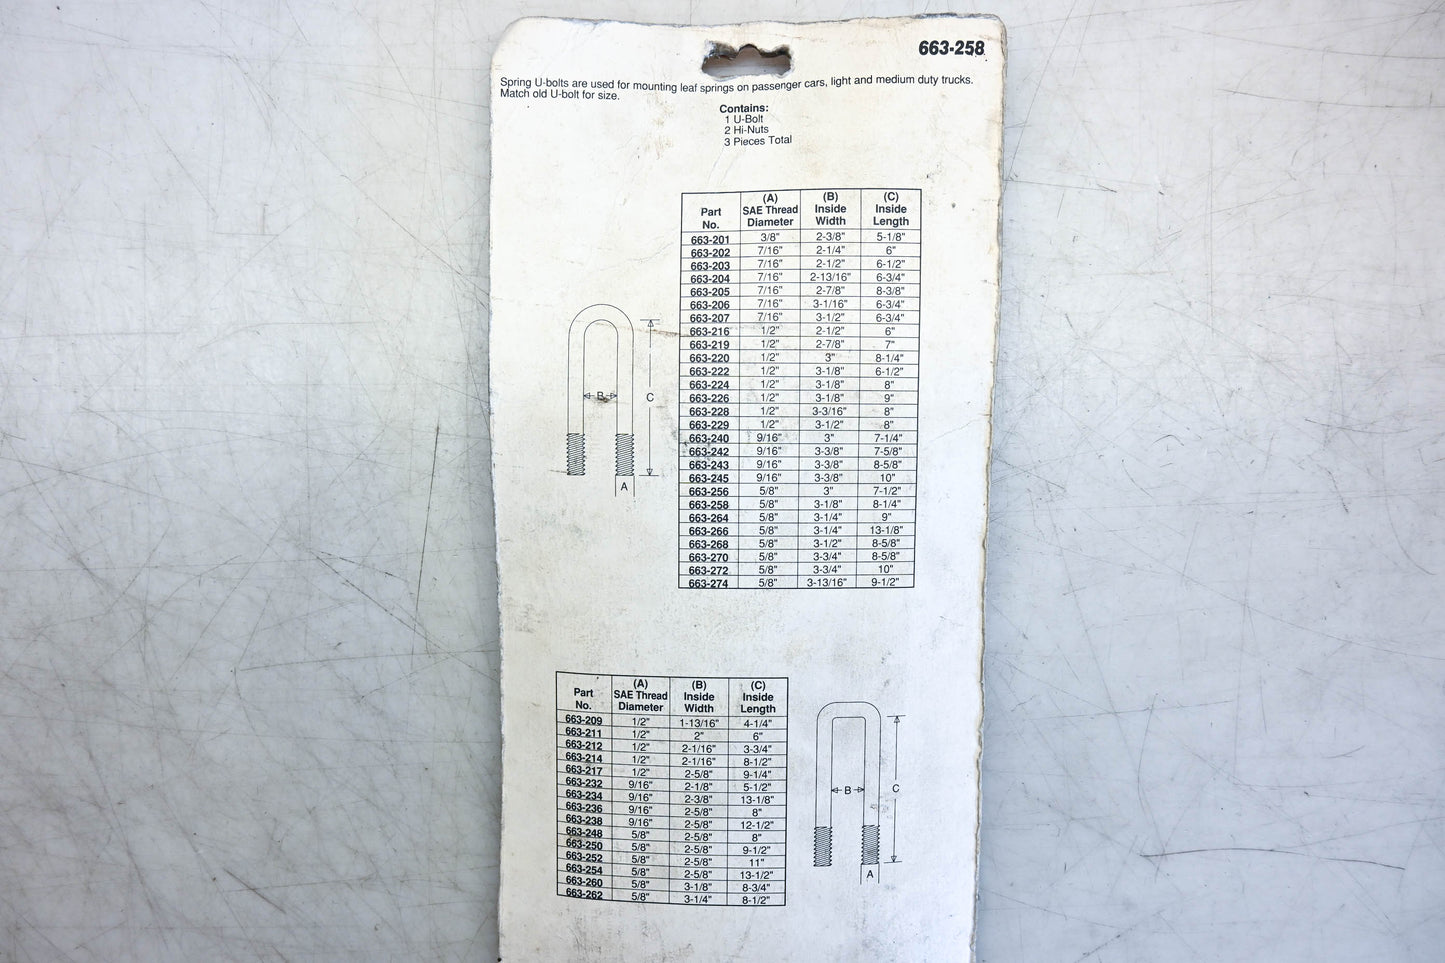 663-258
Spring U-bolts are used for mounting leaf springs on passenger cars, light and medium duty trucks.
Match old U-bolt for size.
Contains:
1 U-Bolt
2 Hi-Nuts
3 Pieces Total
Part No. (A) SAE Thread Diameter (B) Inside Width (C) Inside Length
663-201 3/8" 2-3/8" 5-1/8"
663-202 7/16" 2-1/4" 6"
663-203 7/16" 2-1/2" 6-1/2"
663-204 7/16" 2-13/16" 6-3/4"
663-205 7/16" 2-7/8" 8-3/8"
663-206 7/16" 3-1/16" 6-3/4"
663-207 7/16" 3-1/2" 6-3/4"
663-216 1/2" 2-1/2" 6"
663-219 1/2" 2-7/8" 7"
663-220 1/2" 3" 8-1/4"
663-222 1/2" 3-1/8" 6-1/2"
663-224 1/2" 3-1/8" 8"
663-226 1/2" 3-1/8" 9"
663-228 1/2" 3-3/16" 8"
663-229 1/2" 3-1/2" 8"
663-240 9/16" 3" 7-1/4"
663-242 9/16" 3-3/8" 7-5/8"
663-243 9/16" 3-3/8" 8-5/8"
663-245 9/16" 3-3/8" 10"
663-256 5/8" 3" 7-1/2"
663-258 5/8" 3-1/8" 8-1/4"
663-264 5/8" 3-1/4" 9"
663-266 5/8" 3-1/4" 13-1/8"
663-268 5/8" 3-1/2" 8-5/8"
663-270 5/8" 3-3/4" 8-5/8"
663-272 5/8" 3-3/4" 10"
663-274 5/8" 3-13/16" 9-1/2"
B
C
A
Part No. (A) SAE Thread Diameter (B) Inside Width (C) Inside Length
663-209 1/2" 1-13/16" 4-1/4"
663-211 1/2" 2" 6"
663-212 1/2" 2-1/16" 3-3/4"
663-214 1/2" 2-1/16" 8-1/2"
663-217 1/2" 2-5/8" 9-1/4"
663-232 9/16" 2-1/8" 5-1/2"
663-234 9/16" 2-3/8" 13-1/8"
663-236 9/16" 2-5/8" 8"
663-238 9/16" 2-5/8" 12-1/2"
663-248 5/8" 2-5/8" 8"
663-250 5/8" 2-5/8" 9-1/2"
663-252 5/8" 2-5/8" 11"
663-254 5/8" 2-5/8" 13-1/2"
663-260 5/8" 3-1/8" 8-3/4"
663-262 5/8" 3-1/4" 8-1/2"
B
C
A